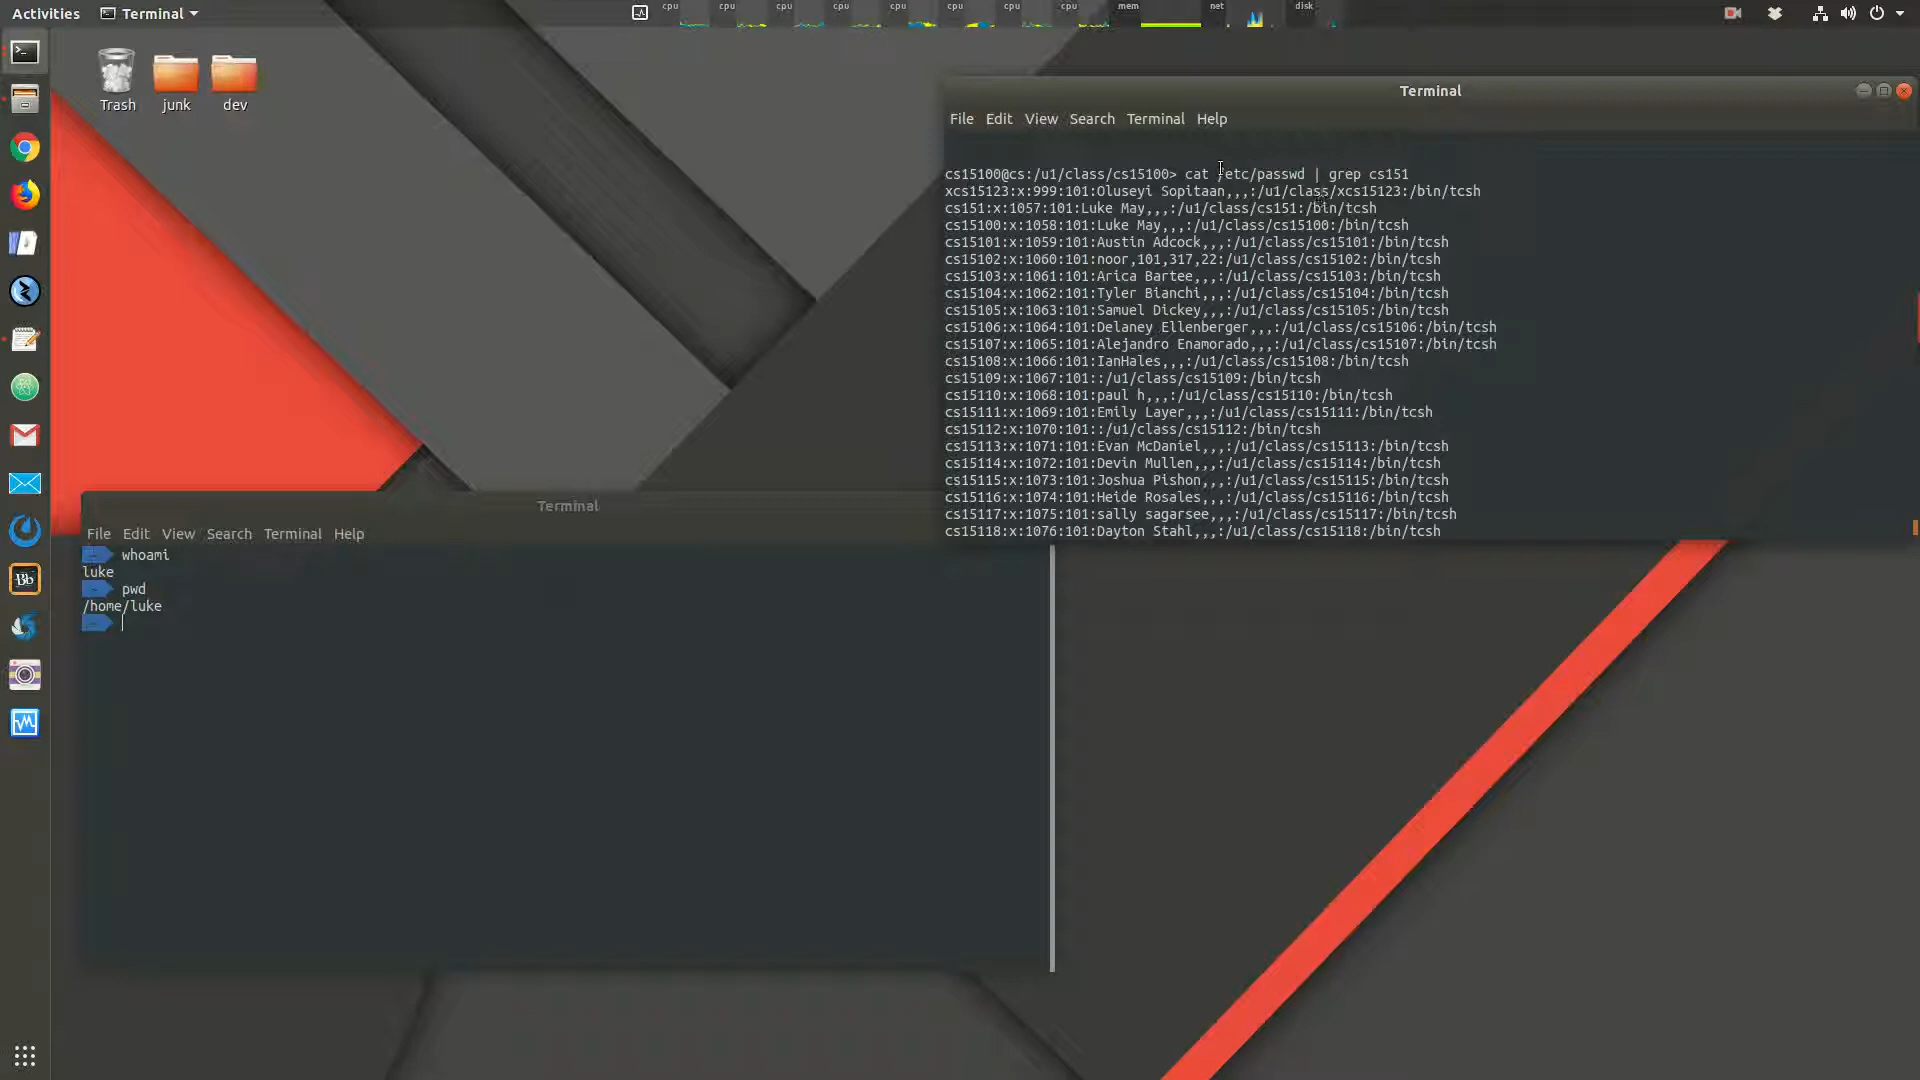 Activities
Terminal
cpu cpu cpu cpu cpu cpu cpu cpu mem net disk
Trash junk dev
Terminal
File Edit View Search Terminal Help
cs15100@cs:/u1/class/cs15100> cat /etc/passwd | grep cs151
xcs15123:x:999:101:Oluseyi Sopitaan,,,:/u1/class/xcs15123:/bin/tcsh
cs151:x:1057:101:Luke May,,,:/u1/class/cs151:/bin/tcsh
cs15100:x:1058:101:Luke May,,,:/u1/class/cs15100:/bin/tcsh
cs15101:x:1059:101:Austin Adcock,,,:/u1/class/cs15101:/bin/tcsh
cs15102:x:1060:101:noor,101,317,22:/u1/class/cs15102:/bin/tcsh
cs15103:x:1061:101:Arica Bartee,,,:/u1/class/cs15103:/bin/tcsh
cs15104:x:1062:101:Tyler Bianchi,,,:/u1/class/cs15104:/bin/tcsh
cs15105:x:1063:101:Samuel Dickey,,,:/u1/class/cs15105:/bin/tcsh
cs15106:x:1064:101:Delaney Ellenberger,,,:/u1/class/cs15106:/bin/tcsh
cs15107:x:1065:101:Alejandro Enamorado,,,:/u1/class/cs15107:/bin/tcsh
cs15108:x:1066:101:IanHales,,,:/u1/class/cs15108:/bin/tcsh
cs15109:x:1067:101::/u1/class/cs15109:/bin/tcsh
cs15110:x:1068:101:paul h,,,:/u1/class/cs15110:/bin/tcsh
cs15111:x:1069:101:Emily Layer,,,:/u1/class/cs15111:/bin/tcsh
cs15112:x:1070:101::/u1/class/cs15112:/bin/tcsh
cs15113:x:1071:101:Evan McDaniel,,,:/u1/class/cs15113:/bin/tcsh
cs15114:x:1072:101:Devin Mullen,,,:/u1/class/cs15114:/bin/tcsh
cs15115:x:1073:101:Joshua Pishon,,,:/u1/class/cs15115:/bin/tcsh
cs15116:x:1074:101:Heide Rosales,,,:/u1/class/cs15116:/bin/tcsh
cs15117:x:1075:101:sally sagarsee,,,:/u1/class/cs15117:/bin/tcsh
cs15118:x:1076:101:Dayton Stahl,,,:/u1/class/cs15118:/bin/tcsh
Terminal
File Edit View Search Terminal Help
~ whoami
luke
~ pwd
/home/luke
~
Bb